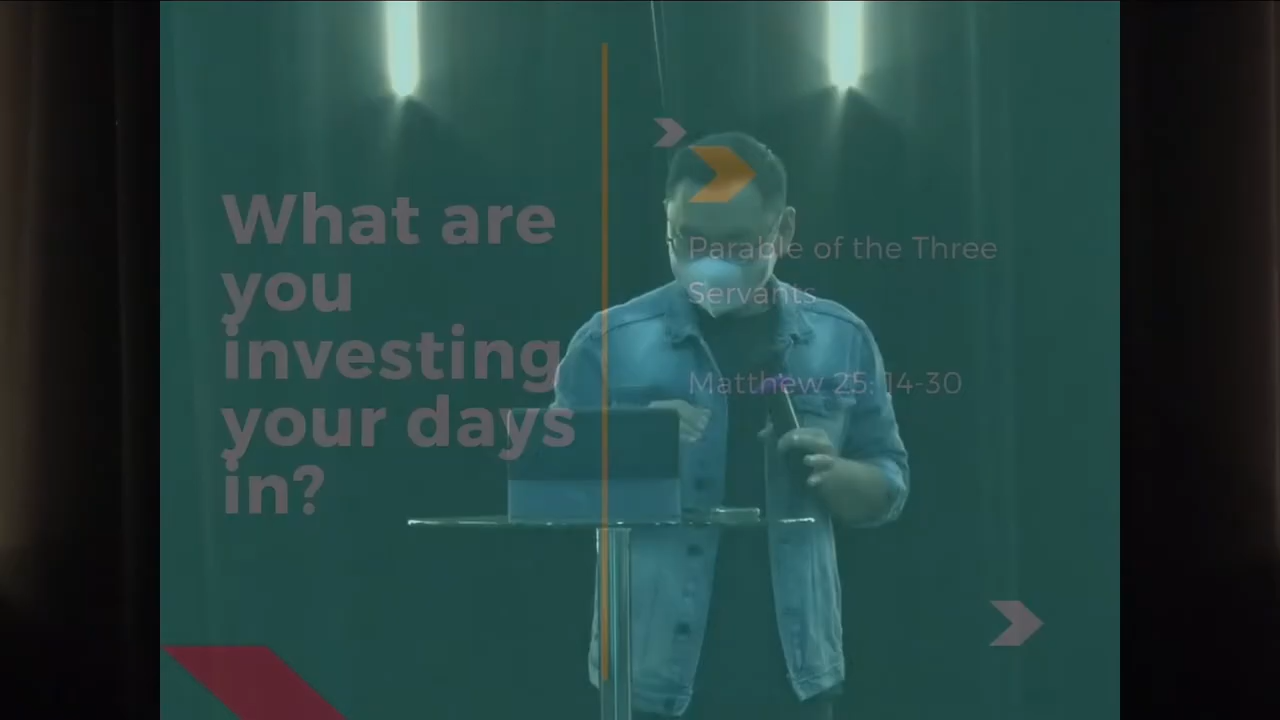 What are
you
investing
your days
in?
Parable of the Three
Servants
Matthew 25: 14-30